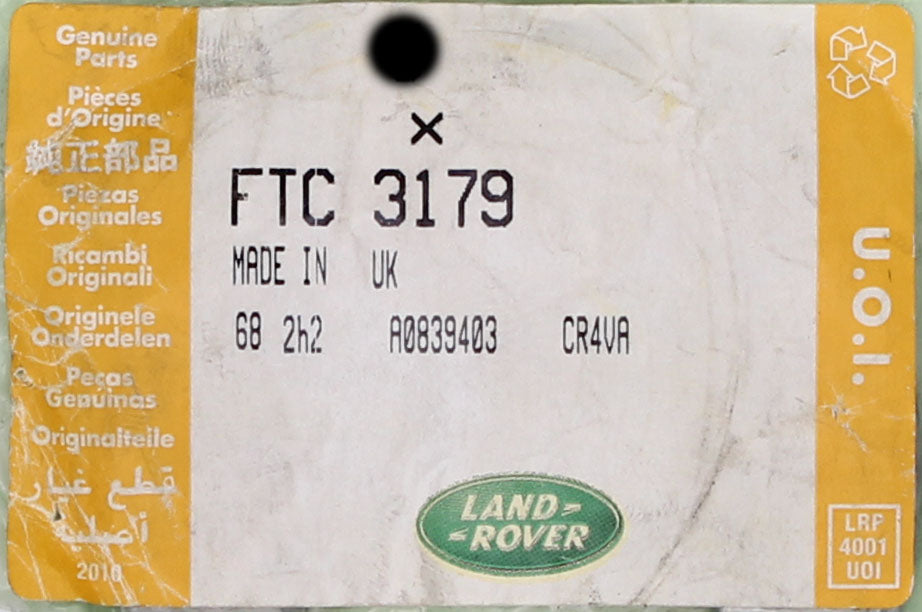 Genuine
Parts
Pièces
d'Origine
純正部品
Piezas
Originales
Ricambi
Originali
Originele
Onderdelen
Peças
Genuinas
Originalteile
قطع غيار
أصلية
2010
×
FTC 3179
MADE IN UK
68 2h2 A0839403 CR4VA
LAND-
-ROVER
U.O.I.
LRP
4001
UOI